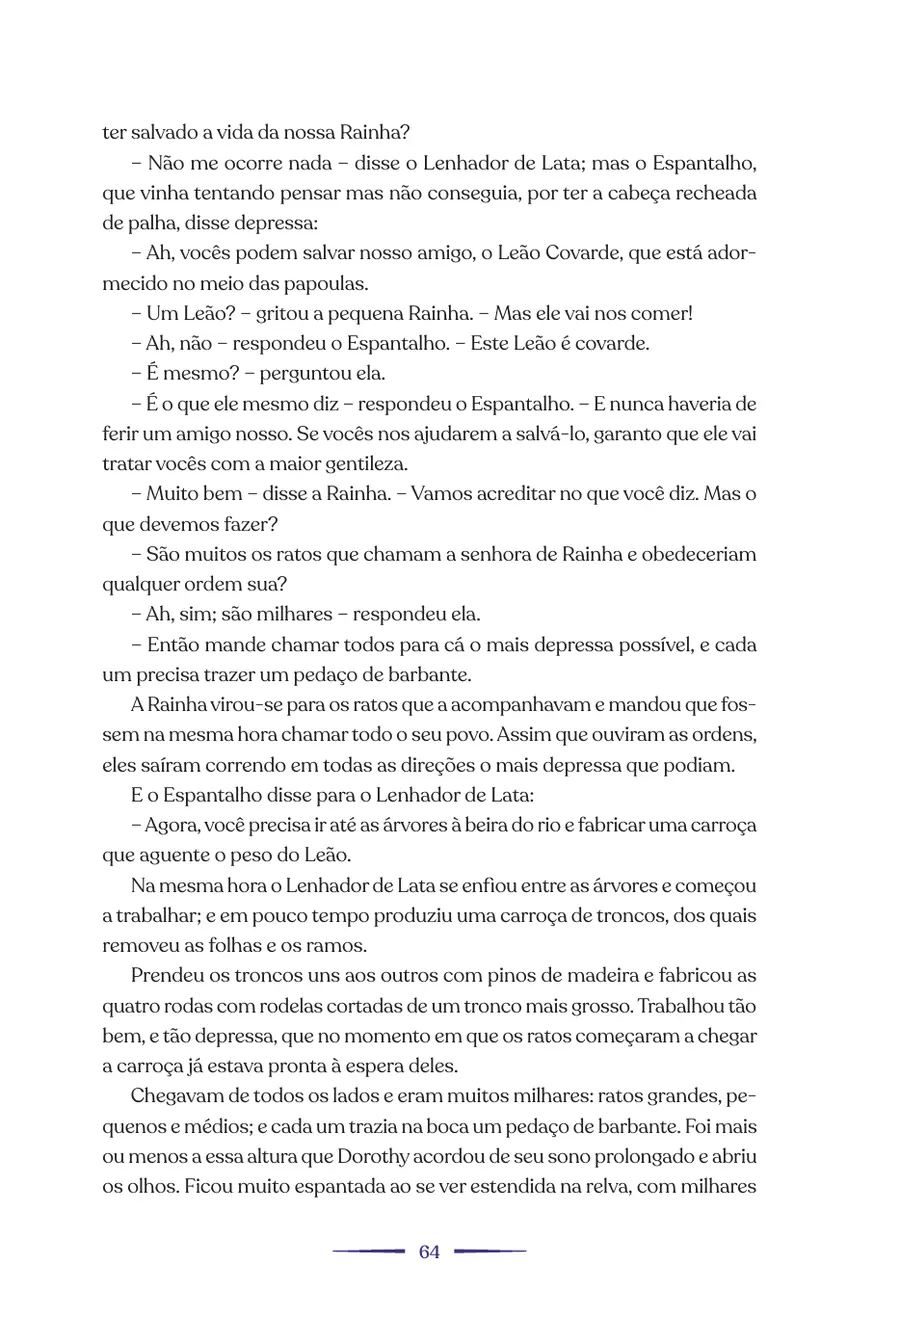 ter salvado a vida da nossa Rainha?
– Não me ocorre nada – disse o Lenhador de Lata; mas o Espantalho,
que vinha tentando pensar mas não conseguia, por ter a cabeça recheada
de palha, disse depressa:
– Ah, vocês podem salvar nosso amigo, o Leão Covarde, que está ador-
mecido no meio das papoulas.
– Um Leão? – gritou a pequena Rainha. – Mas ele vai nos comer!
– Ah, não – respondeu o Espantalho. – Este Leão é covarde.
– É mesmo? – perguntou ela.
– É o que ele mesmo diz – respondeu o Espantalho. – E nunca haveria de
ferir um amigo nosso. Se vocês nos ajudarem a salvá-lo, garanto que ele vai
tratar vocês com a maior gentileza.
– Muito bem – disse a Rainha. – Vamos acreditar no que você diz. Mas o
que devemos fazer?
– São muitos os ratos que chamam a senhora de Rainha e obedeceriam
qualquer ordem sua?
– Ah, sim; são milhares – respondeu ela.
– Então mande chamar todos para cá o mais depressa possível, e cada
um precisa trazer um pedaço de barbante.
A Rainha virou-se para os ratos que a acompanhavam e mandou que fos-
sem na mesma hora chamar todo o seu povo. Assim que ouviram as ordens,
eles saíram correndo em todas as direções o mais depressa que podiam.
E o Espantalho disse para o Lenhador de Lata:
– Agora, você precisa ir até as árvores à beira do rio e fabricar uma carroça
que aguente o peso do Leão.
Na mesma hora o Lenhador de Lata se enfiou entre as árvores e começou
a trabalhar; e em pouco tempo produziu uma carroça de troncos, dos quais
removeu as folhas e os ramos.
Prendeu os troncos uns aos outros com pinos de madeira e fabricou as
quatro rodas com rodelas cortadas de um tronco mais grosso. Trabalhou tão
bem, e tão depressa, que no momento em que os ratos começaram a chegar
a carroça já estava pronta à espera deles.
Chegavam de todos os lados e eram muitos milhares: ratos grandes, pe-
quenos e médios; e cada um trazia na boca um pedaço de barbante. Foi mais
ou menos a essa altura que Dorothy acordou de seu sono prolongado e abriu
os olhos. Ficou muito espantada ao se ver estendida na relva, com milhares
64